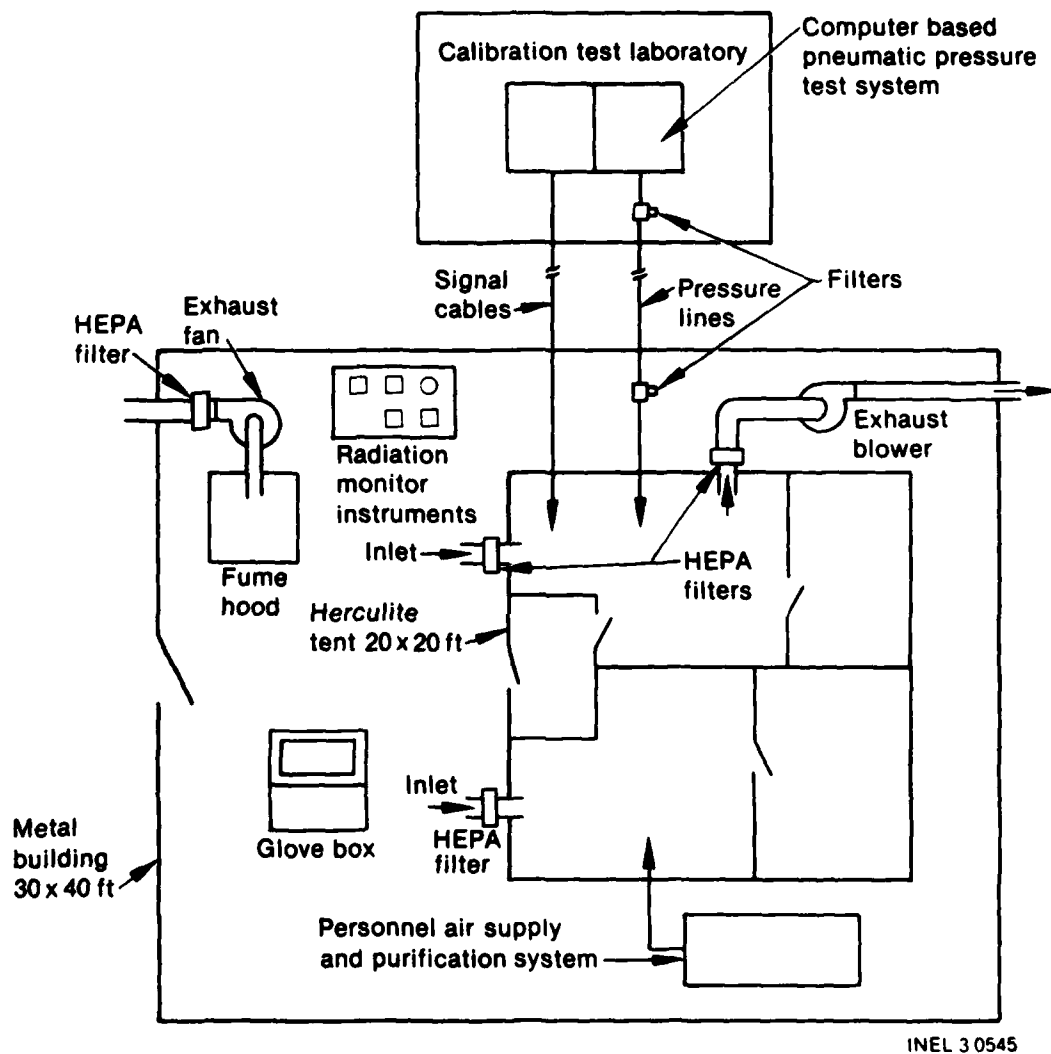 Calibration test laboratory
Computer based
pneumatic pressure
test system
Signal
cables
Pressure
lines
Filters
HEPA
filter
Exhaust
fan
Radiation
monitor
instruments
Exhaust
blower
Fume
hood
Inlet
HEPA
filters
Herculite
tent 20 x 20 ft
Inlet
HEPA
filter
Glove box
Metal
building
30 x 40 ft
Personnel air supply
and purification system
INEL 3 0545